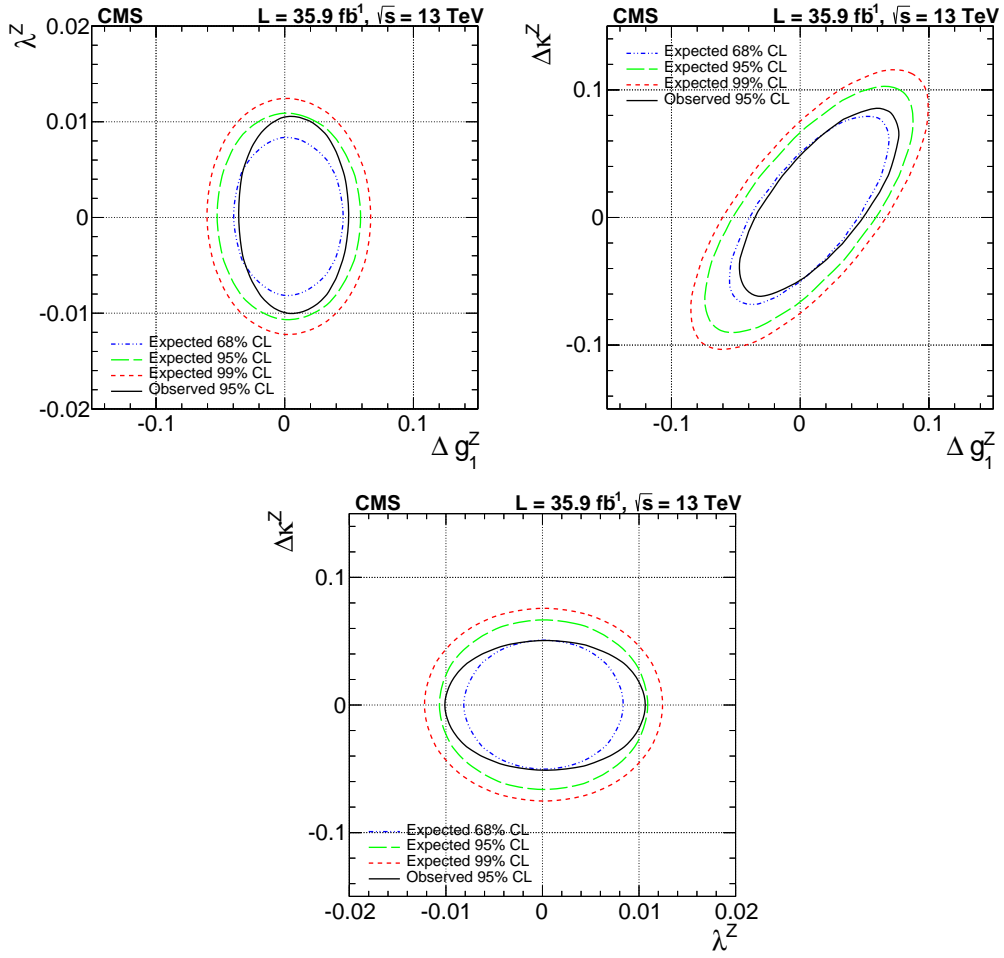 CMS L = 35.9 fb⁻¹, √s = 13 TeV
λᶻ
0.02
0.01
0
-0.01
-0.02
Expected 68% CL
Expected 95% CL
Expected 99% CL
Observed 95% CL
-0.1 0 0.1
Δ g₁ᶻ
CMS L = 35.9 fb⁻¹, √s = 13 TeV
Δκᶻ
Expected 68% CL
Expected 95% CL
Expected 99% CL
Observed 95% CL
0.1
0
-0.1
-0.1 0 0.1
Δ g₁ᶻ
CMS L = 35.9 fb⁻¹, √s = 13 TeV
Δκᶻ
0.1
0
-0.1
Expected 68% CL
Expected 95% CL
Expected 99% CL
Observed 95% CL
-0.02 -0.01 0 0.01 0.02
λᶻ